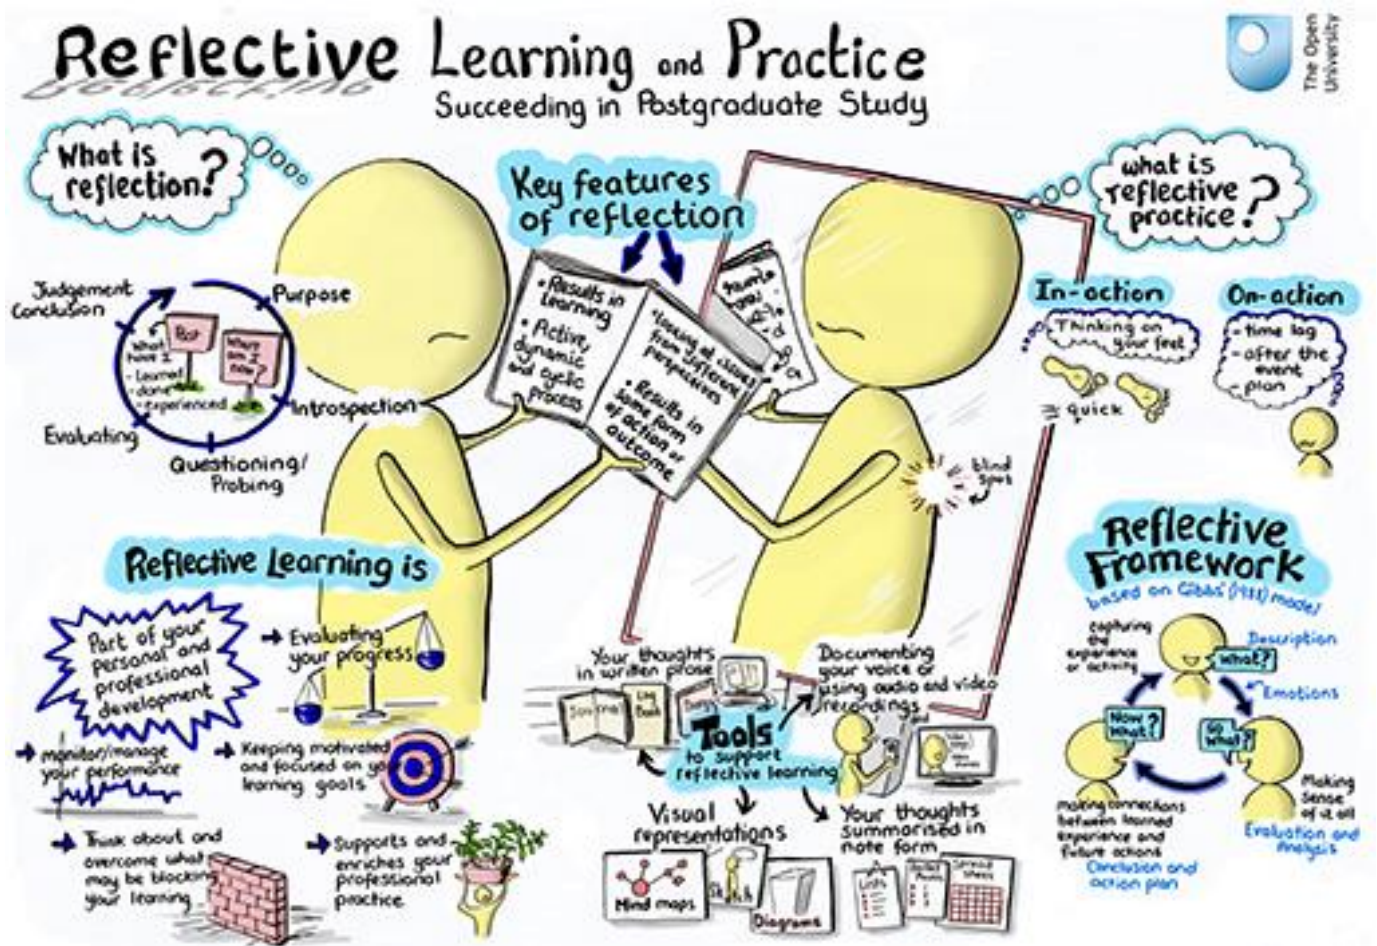 Reflective Learning and Practice
Succeeding in Postgraduate Study
The Open
University
What is
reflection?
Purpose
Introspection
Questioning/
Probing
Evaluating
Judgement
Conclusion
Past
What
have I
- Learned
- done
- experienced
Where
am I
now?
Key features
of reflection
• Results in
Learning
• Active,
dynamic
and cyclic
process
• Looking at issues
from different
perspectives
• Results in
some form
of action or
outcome
what is
reflective
practice?
In-action
Thinking on
your feet
quick
On-action
- time lag
- after the
event
- plan
blind
spot
Reflective Learning is
Part of your
personal and
professional
development
Evaluating
your progress
monitor/manage
your performance
Keeping motivated
and focused on yo
learning goals
Think about and
overcome what
may be blocking
your learning
Supports and
enriches your
professional
practice
Tools
to support
reflective learning
Your thoughts
in written prose
Journal
Log
Book
Documenting
your voice or
using audio and video
recordings
Visual
representations
Mind maps
Sketch
Diagrams
Your thoughts
summarised in
note form
Lists
Bullet
Points
Spread
sheets
Reflective
Framework
based on Gibbs' (1988) model
capturing
the
experience
or activity
What?
Description
Emotions
So
What?
Making
sense
of it all
Evaluation and
Analysis
Now
What?
making connections
between learned
experience and
future actions
Conclusion and
action plan